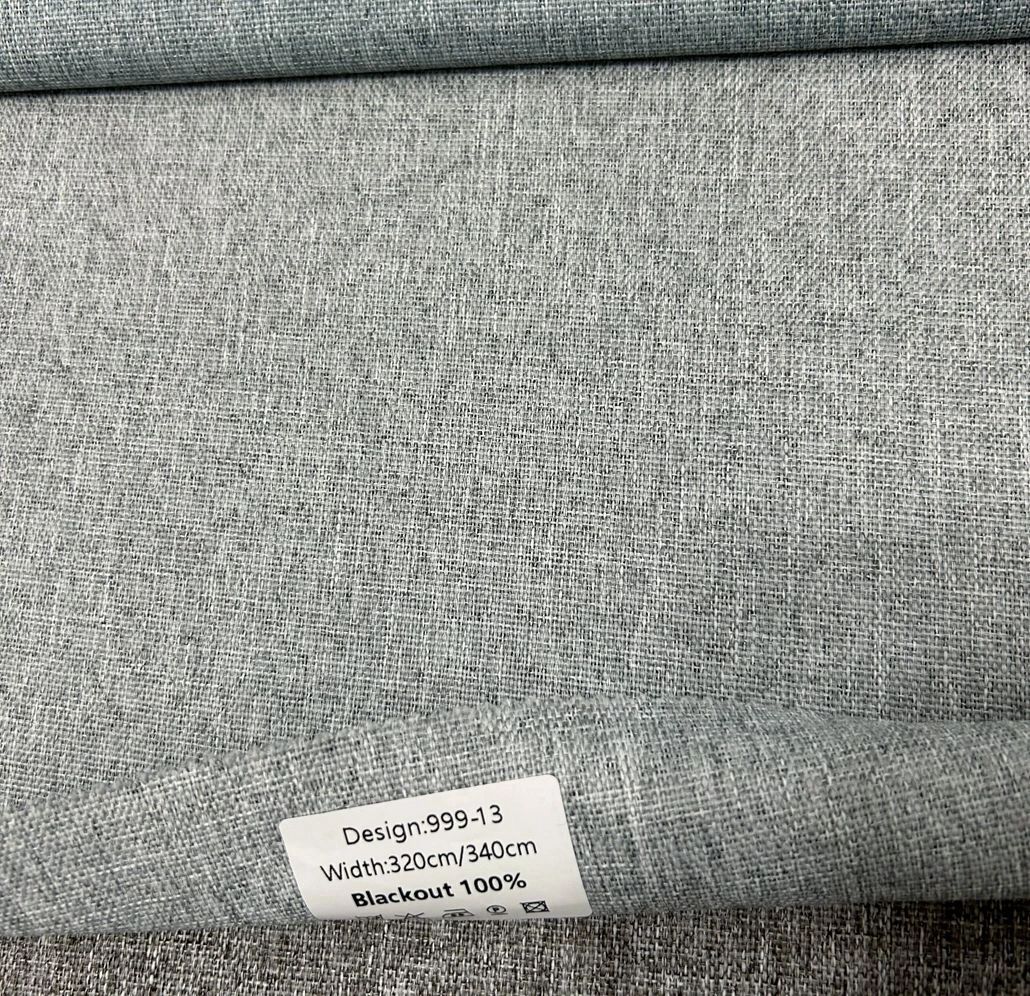 Design:999-13
Width:320cm/340cm
Blackout 100%